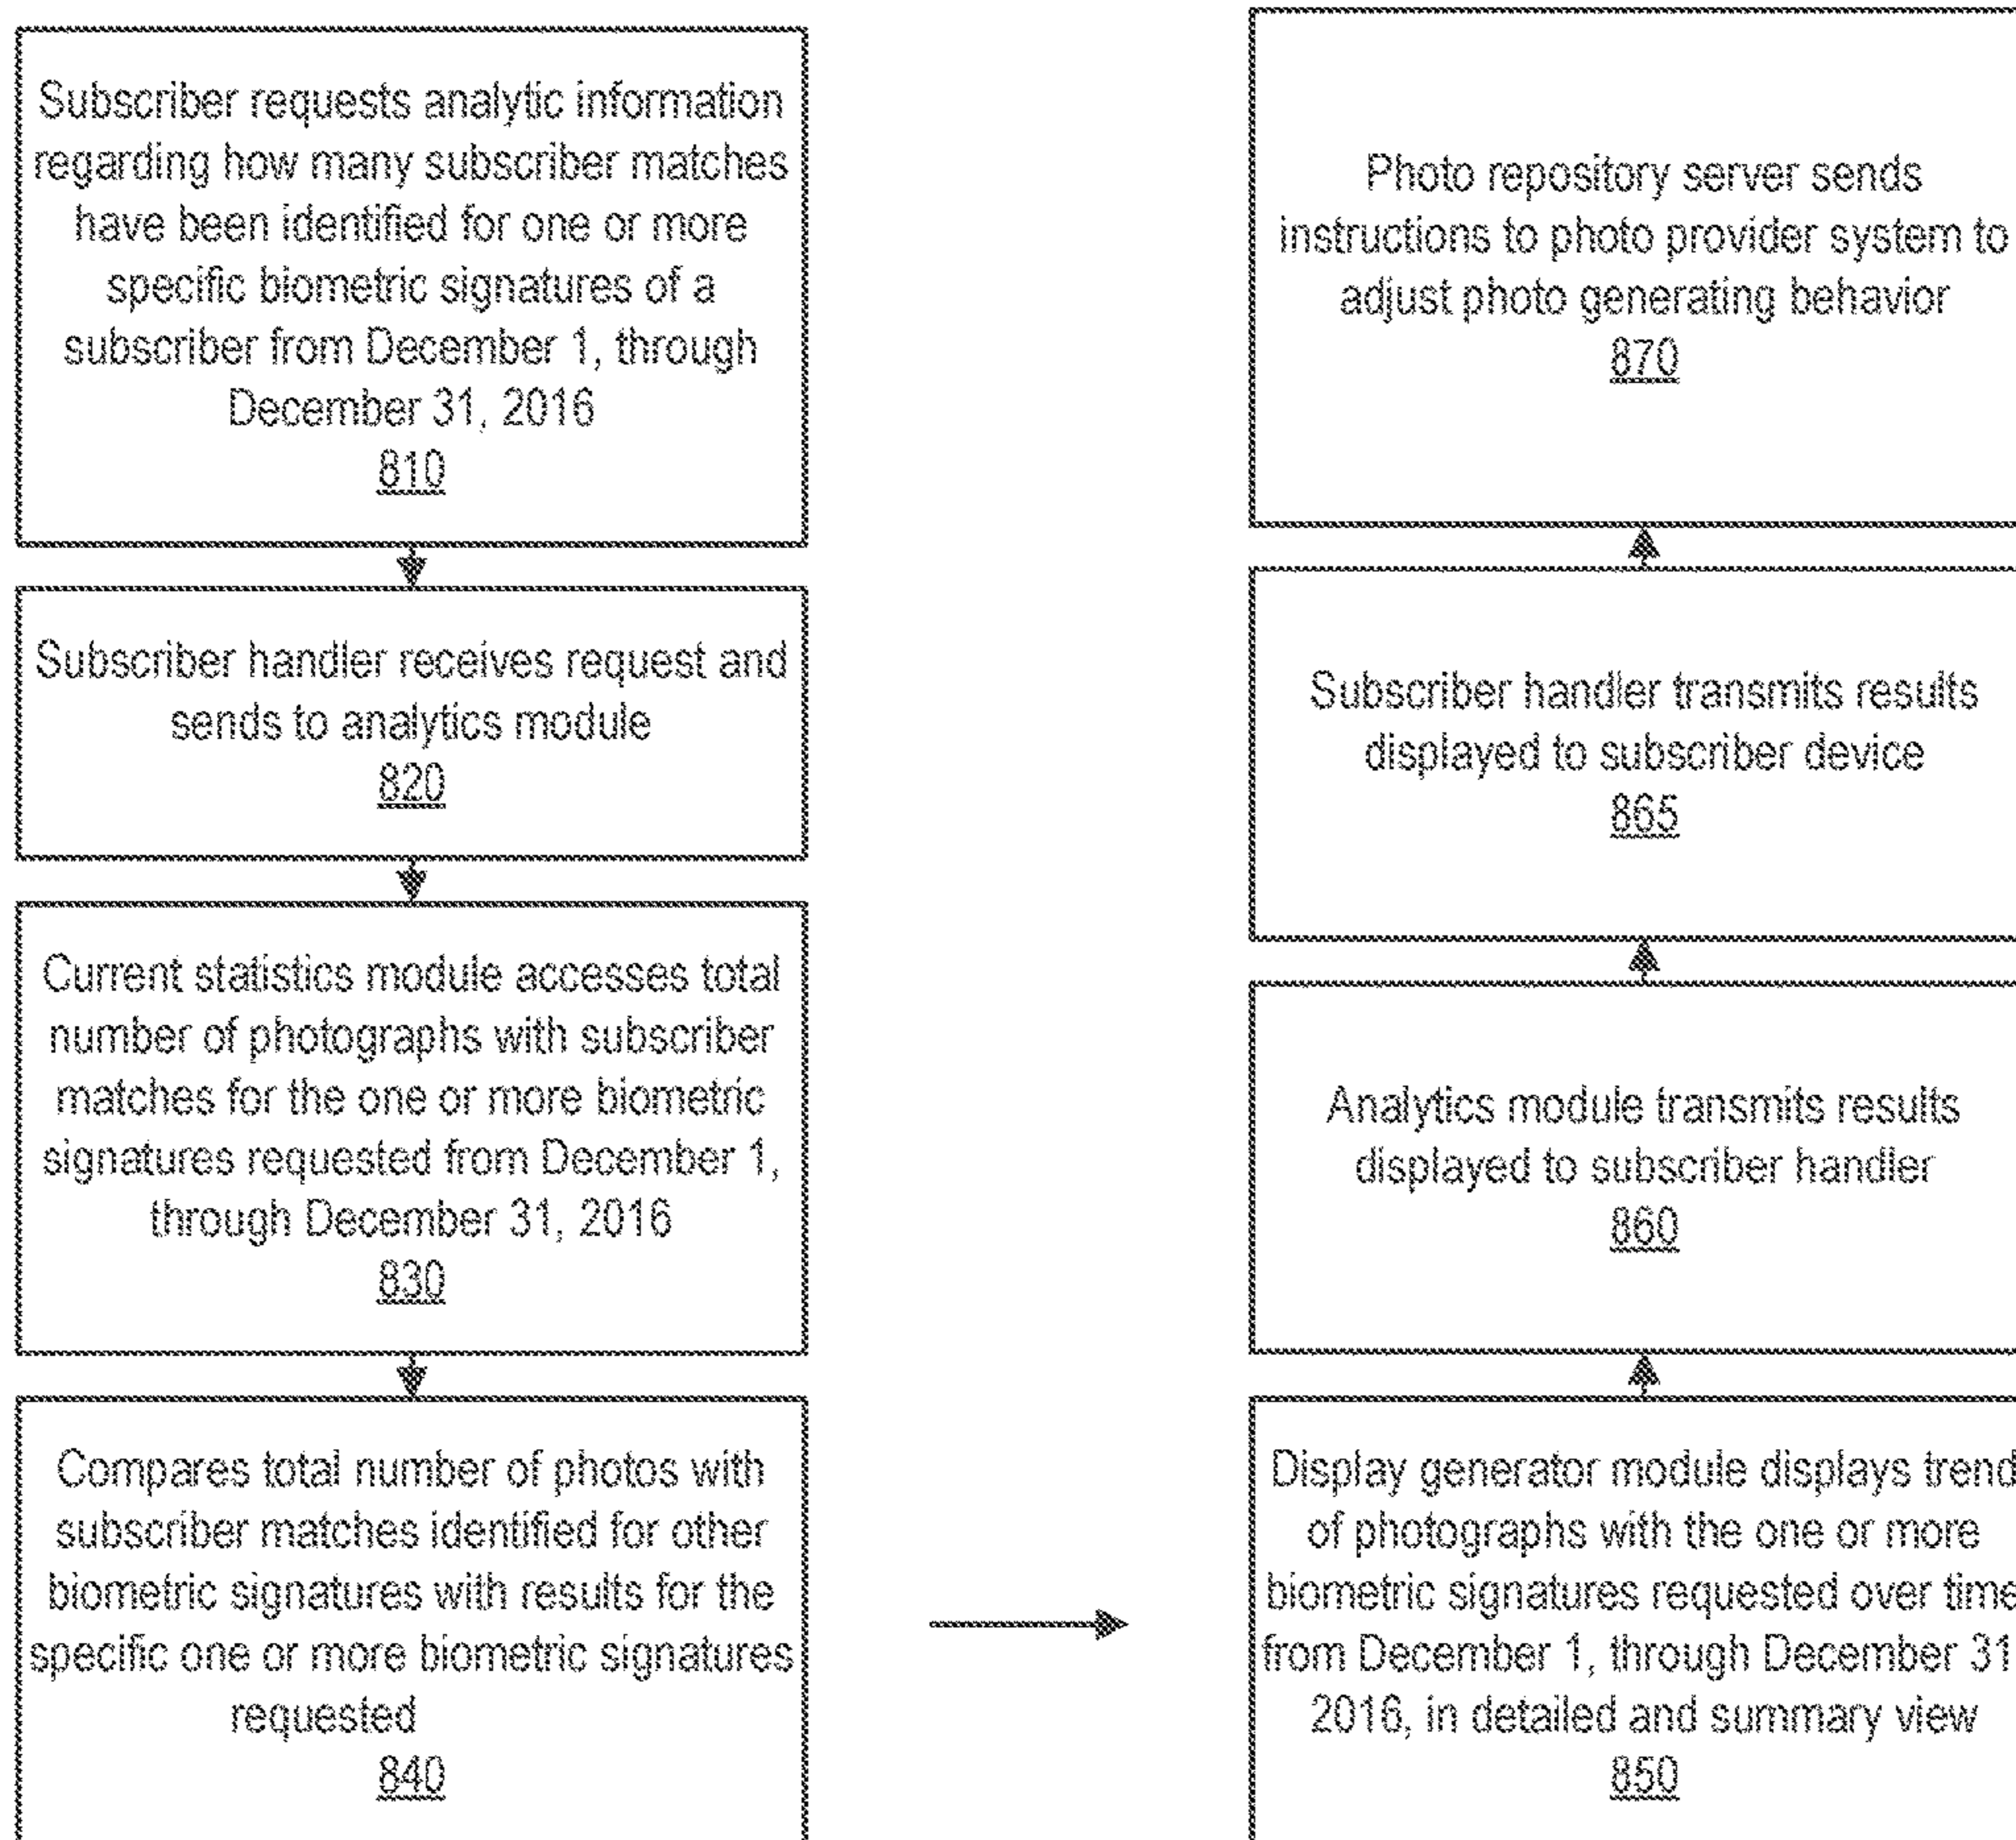 Subscriber requests analytic information
regarding how many subscriber matches
have been identified for one or more
specific biometric signatures of a
subscriber from December 1, through
December 31, 2016
810
Subscriber handler receives request and
sends to analytics module
820
Current statistics module accesses total
number of photographs with subscriber
matches for the one or more biometric
signatures requested from December 1,
through December 31, 2016
830
Compares total number of photos with
subscriber matches identified for other
biometric signatures with results for the
specific one or more biometric signatures
requested
840
Display generator module displays trend
of photographs with the one or more
biometric signatures requested over time
from December 1, through December 31
2016, in detailed and summary view
850
Analytics module transmits results
displayed to subscriber handler
860
Subscriber handler transmits results
displayed to subscriber device
865
Photo repository server sends
instructions to photo provider system to
adjust photo generating behavior
870